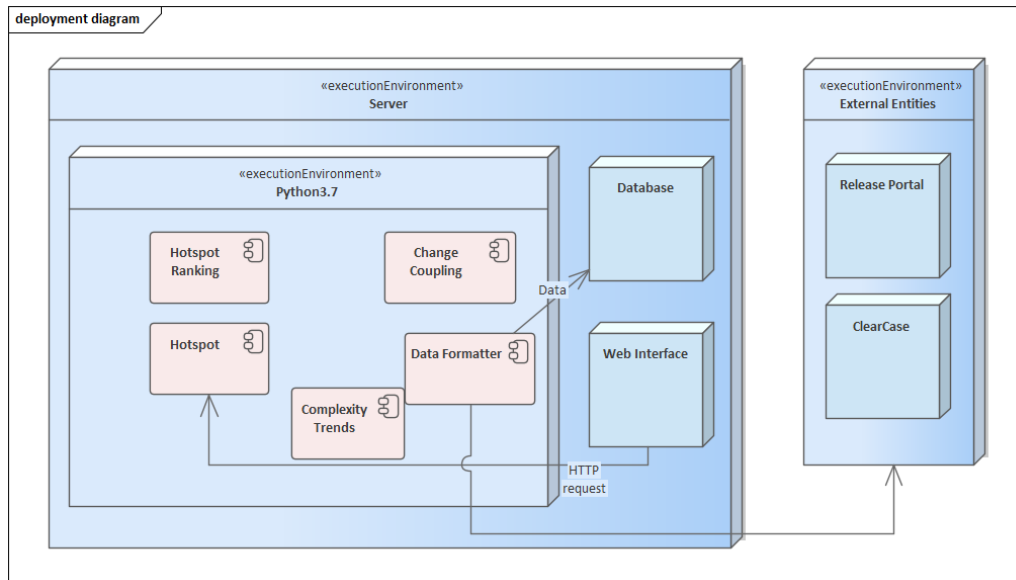 deployment diagram
«executionEnvironment»
Server
«executionEnvironment»
External Entities
«executionEnvironment»
Python3.7
Database
Release Portal
Hotspot
Ranking
Change
Coupling
Data
ClearCase
Hotspot
Data Formatter
Web Interface
Complexity
Trends
HTTP
request